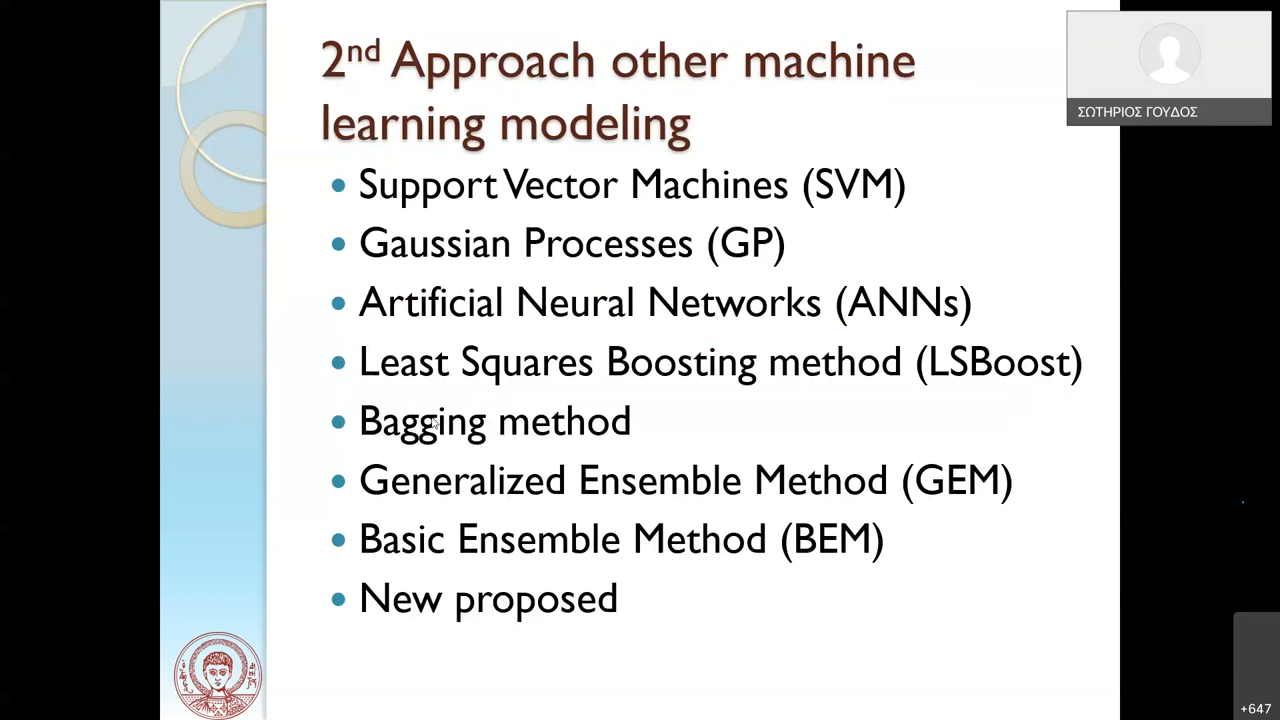 2nd Approach other machine
learning modeling
ΣΩΤΗΡΙΟΣ ΓΟΥΔΟΣ
• Support Vector Machines (SVM)
• Gaussian Processes (GP)
• Artificial Neural Networks (ANNs)
• Least Squares Boosting method (LSBoost)
• Bagging method
• Generalized Ensemble Method (GEM)
• Basic Ensemble Method (BEM)
• New proposed
+647